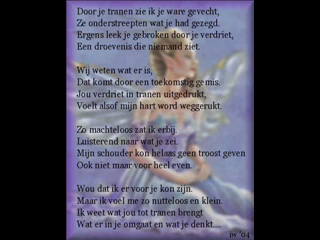 Door je tranen zie ik je ware gevecht,
Ze onderstreepten wat je had gezegd.
Ergens leek je gebroken door je verdriet,
Een droevenis die niemand ziet.
Wij weten wat er is,
Dat komt door een toekomstig gemis.
Jou verdriet in tranen uitgedrukt,
Voelt alsof mijn hart word weggerukt.
Zo machteloos zat ik erbij.
Luisterend naar wat je zei.
Mijn schouder kon helaas geen troost geven
Ook niet maar voor heel even.
Wou dat ik er voor je kon zijn.
Maar ik voel me zo nutteloos en klein.
Ik weet wat jou tot tranen brengt
Wat er in je omgaat en wat je denkt....
jw '04